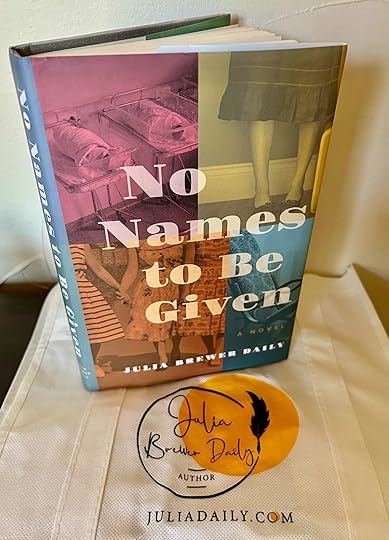 No Names to Be Given
No
Names
to Be
Given
A NOVEL
JULIA BREWER DAILY
Julia
Brewer Daily
AUTHOR
JULIADAILY.COM